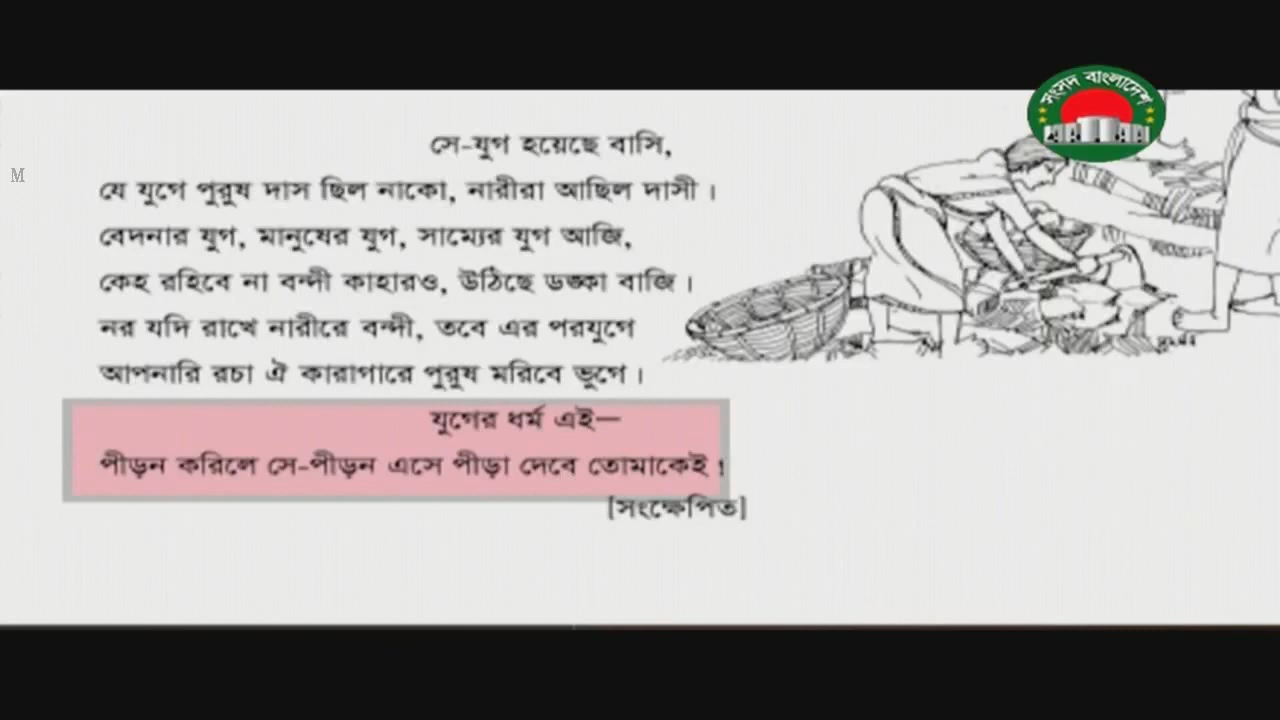 সংসদ বাংলাদেশ
M
সে-যুগ হয়েছে বাসি,
যে যুগে পুরুষ দাস ছিল নাকো, নারীরা আছিল দাসী ।
বেদনার যুগ, মানুষের যুগ, সাম্যের যুগ আজি,
কেহ রহিবে না বন্দী কাহারও, উঠিছে ডঙ্কা বাজি ।
নর যদি রাখে নারীরে বন্দী, তবে এর পরযুগে
আপনারি রচা ঐ কারাগারে পুরুষ মরিবে ভুগে ।
যুগের ধর্ম এই—
পীড়ন করিলে সে-পীড়ন এসে পীড়া দেবে তোমাকেই ।
[সংক্ষেপিত]